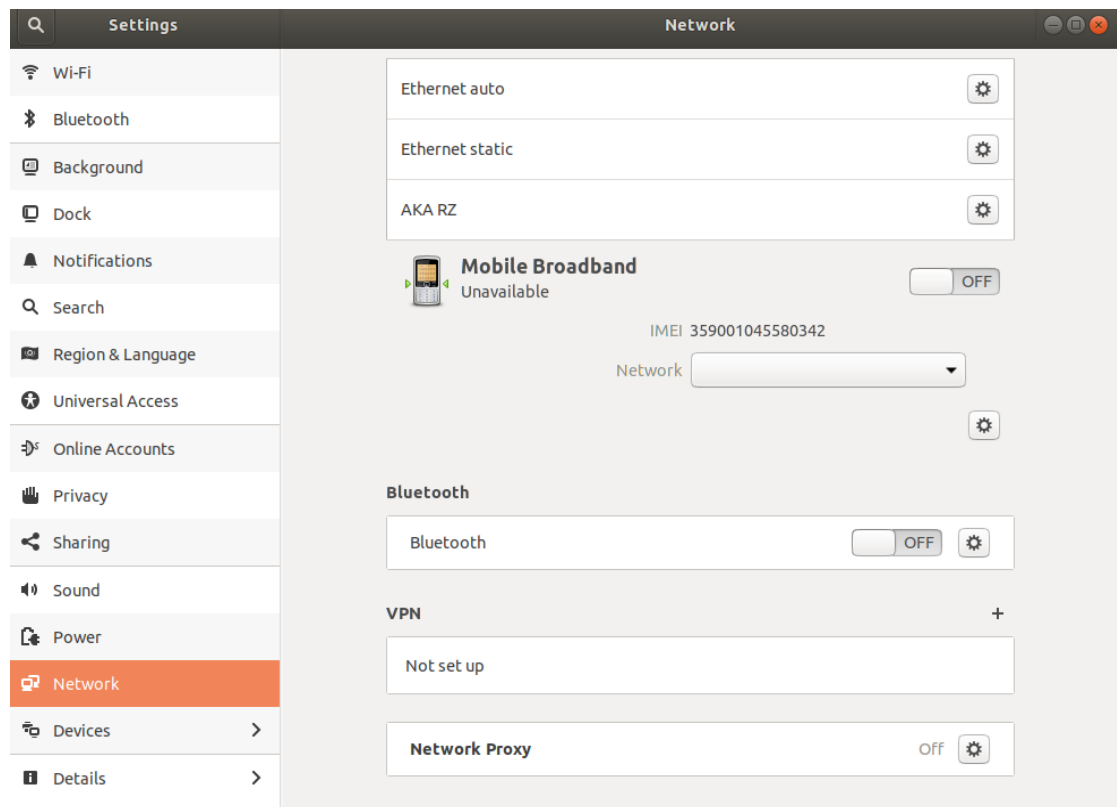 Settings
Network
Wi-Fi
Bluetooth
Background
Dock
Notifications
Search
Region & Language
Universal Access
Online Accounts
Privacy
Sharing
Sound
Power
Network
Devices
Details
Ethernet auto
Ethernet static
AKA RZ
Mobile Broadband
Unavailable
OFF
IMEI 359001045580342
Network
Bluetooth
Bluetooth OFF
VPN +
Not set up
Network Proxy Off